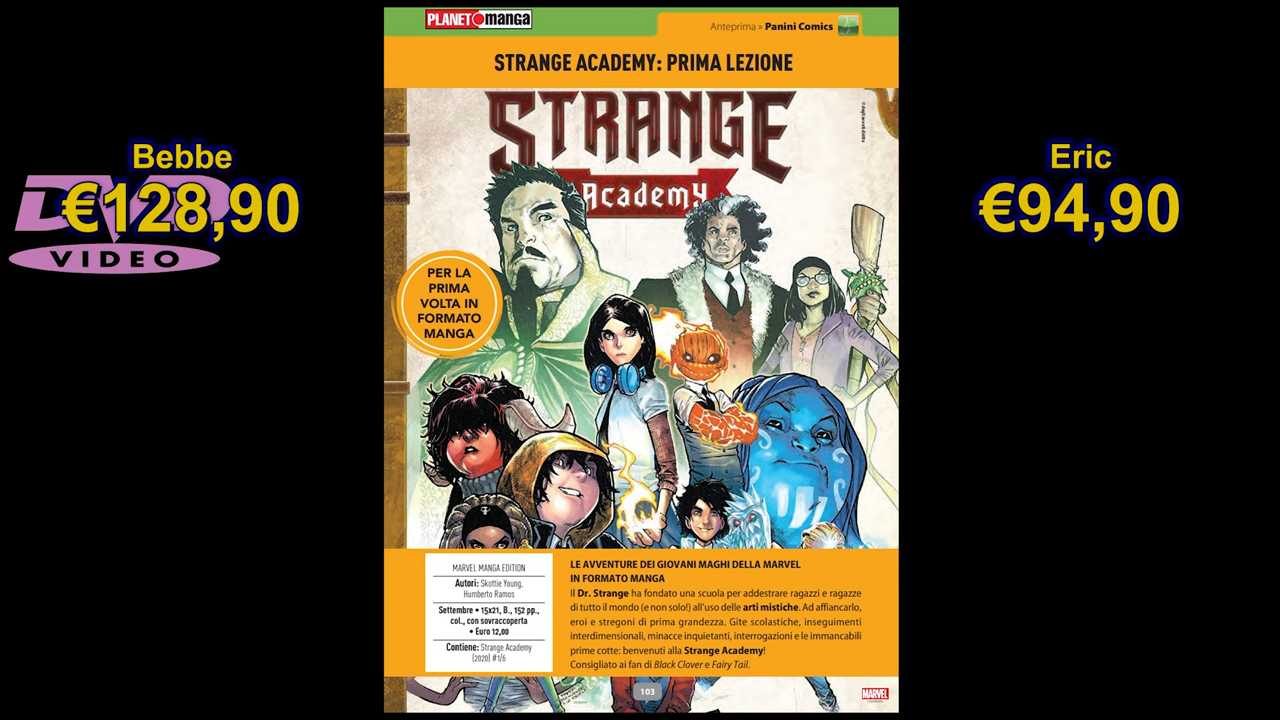 PLANET manga
Anteprima » Panini Comics
STRANGE ACADEMY: PRIMA LEZIONE
STRANGE
Academy
Bebbe
€128,90
DVD
VIDEO
Eric
€94,90
PER LA
PRIMA
VOLTA IN
FORMATO
MANGA
MARVEL MANGA EDITION
Autori: Skottie Young,
Humberto Ramos
Settembre • 15x21, B., 152 pp.,
col., con sovraccoperta
• Euro 12,00
Contiene: Strange Academy
(2020) #1/6
LE AVVENTURE DEI GIOVANI MAGHI DELLA MARVEL
IN FORMATO MANGA
Il Dr. Strange ha fondato una scuola per addestrare ragazzi e ragazze
di tutto il mondo (e non solo!) all'uso delle arti mistiche. Ad affiancarlo,
eroi e stregoni di prima grandezza. Gite scolastiche, inseguimenti
interdimensionali, minacce inquietanti, interrogazioni e le immancabili
prime cotte: benvenuti alla Strange Academy!
Consigliato ai fan di Black Clover e Fairy Tail.
103
MARVEL